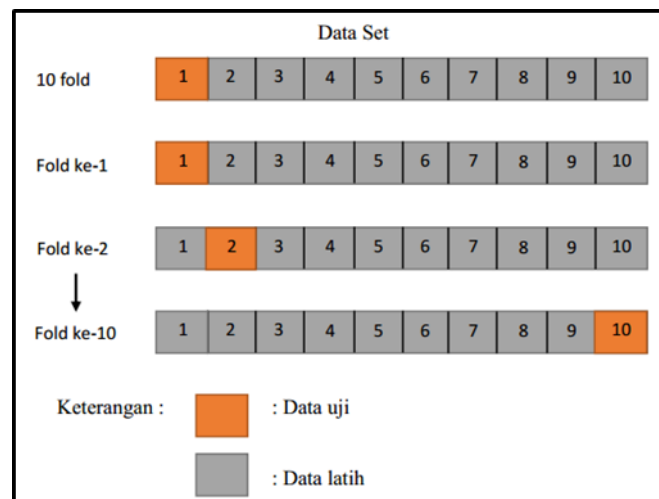 Data Set
10 fold 1 2 3 4 5 6 7 8 9 10
Fold ke-1 1 2 3 4 5 6 7 8 9 10
Fold ke-2 1 2 3 4 5 6 7 8 9 10
Fold ke-10 1 2 3 4 5 6 7 8 9 10
Keterangan : : Data uji
: Data latih